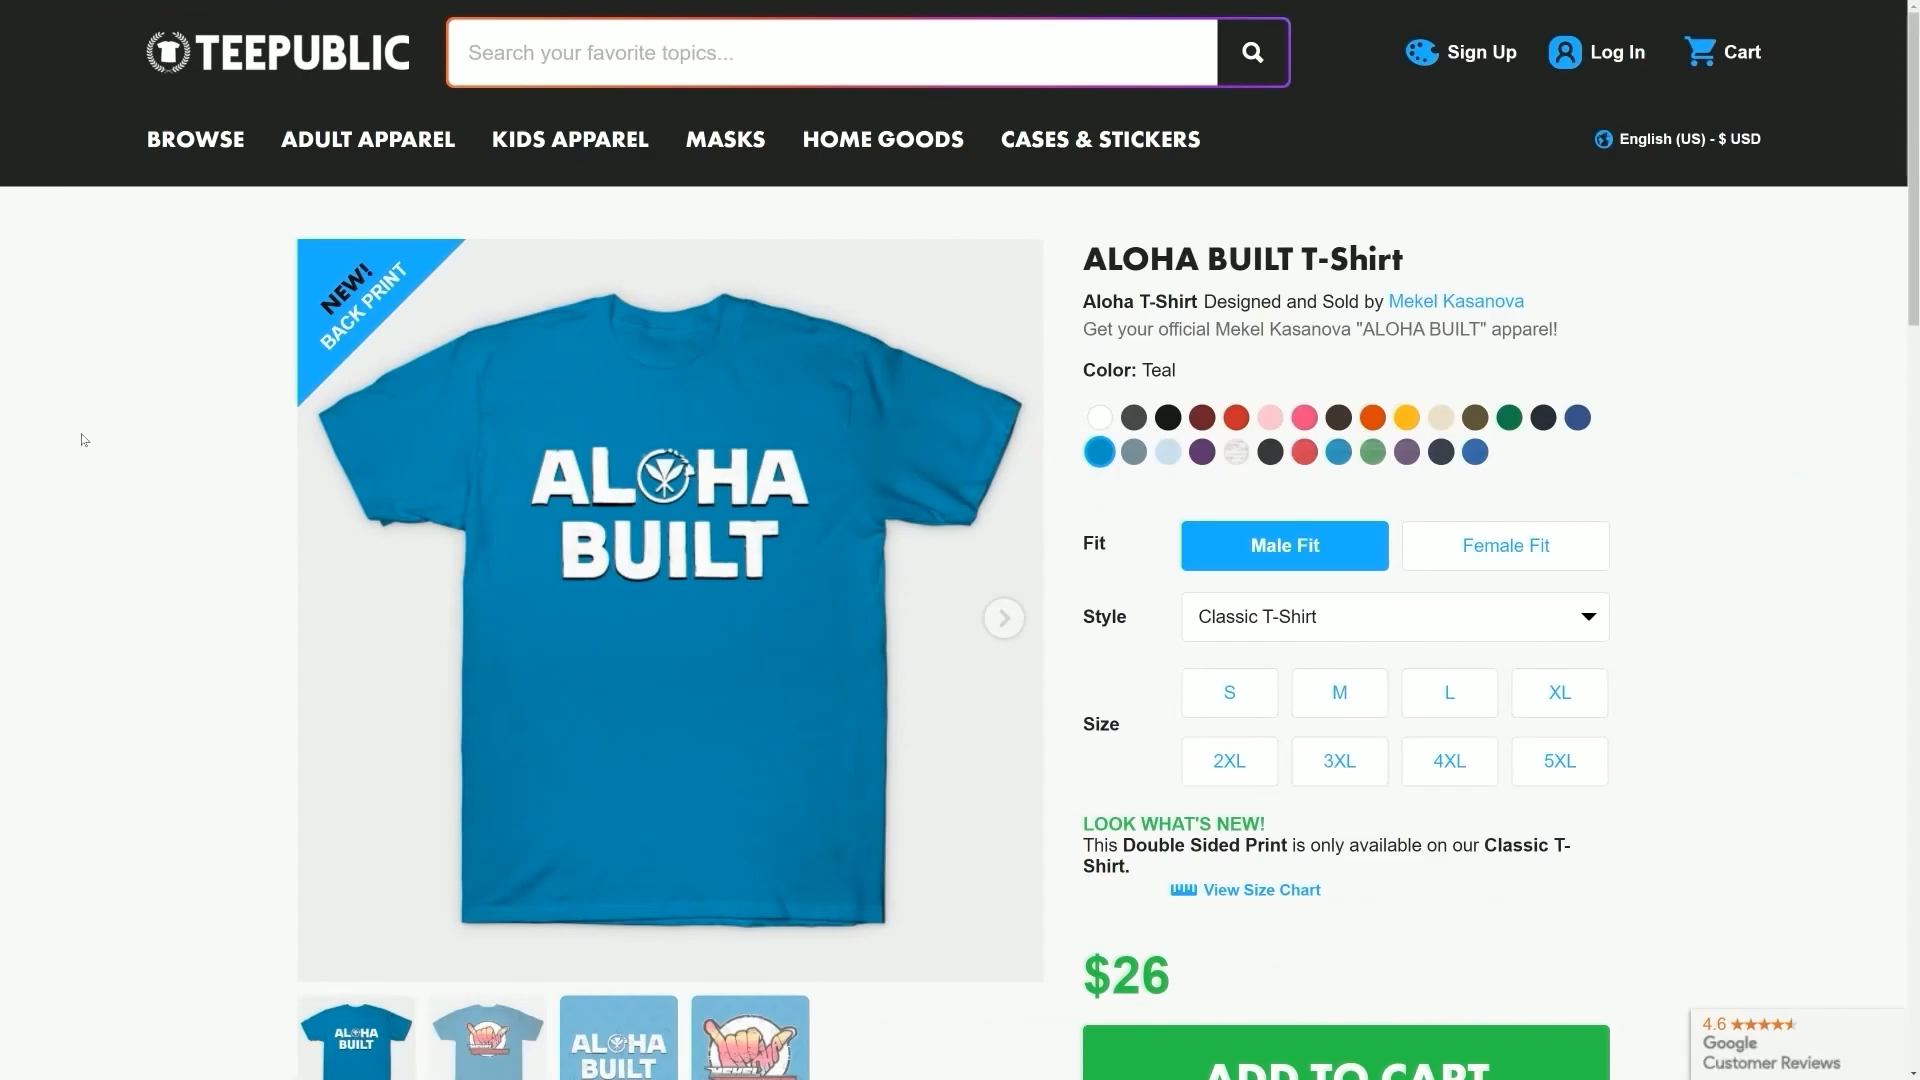 TEEPUBLIC
Search your favorite topics...
Sign Up
Log In
Cart
BROWSE
ADULT APPAREL
KIDS APPAREL
MASKS
HOME GOODS
CASES & STICKERS
English (US) - $ USD
NEW!
BACK PRINT
ALOHA
BUILT
ALOHA BUILT T-Shirt
Aloha T-Shirt Designed and Sold by Mekel Kasanova
Get your official Mekel Kasanova "ALOHA BUILT" apparel!
Color: Teal
Fit
Male Fit
Female Fit
Style
Classic T-Shirt
Size
S
M
L
XL
2XL
3XL
4XL
5XL
LOOK WHAT'S NEW!
This Double Sided Print is only available on our Classic T-
Shirt.
View Size Chart
$26
ADD TO CART
ALOHA
BUILT
ALOHA
BUILT
MEKEL
4.6
Google
Customer Reviews